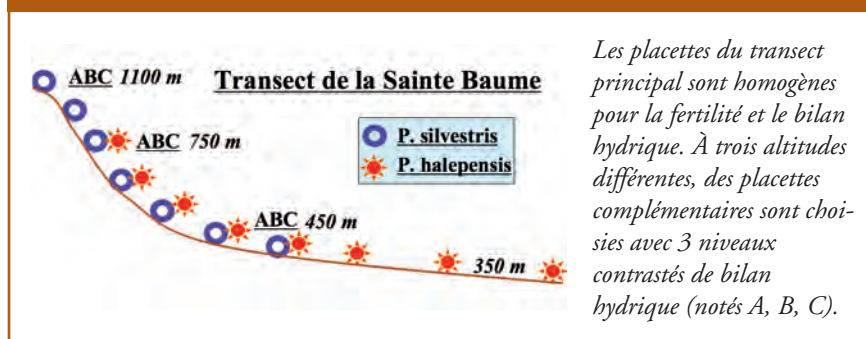 ABC 1100 m
Transect de la Sainte Baume
ABC 750 m
P. silvestris
P. halepensis
ABC 450 m
350 m
Les placettes du transect
principal sont homogènes
pour la fertilité et le bilan
hydrique. À trois altitudes
différentes, des placettes
complémentaires sont choi-
sies avec 3 niveaux
contrastés de bilan
hydrique (notés A, B, C).